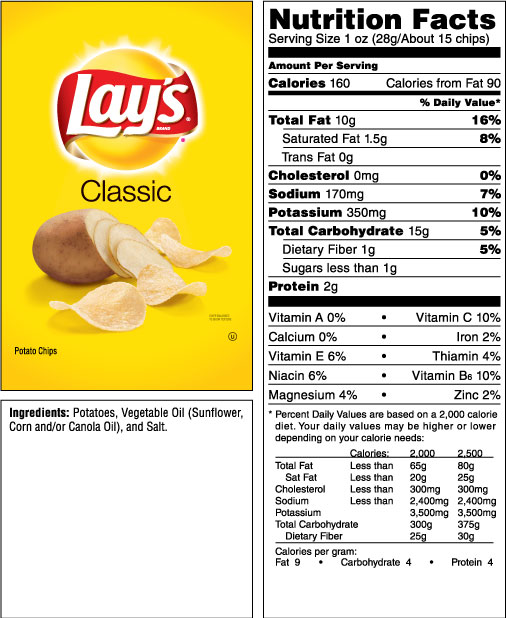 Lay's
BRAND
Classic
Potato Chips
U
Ingredients: Potatoes, Vegetable Oil (Sunflower,
Corn and/or Canola Oil), and Salt.
Nutrition Facts
Serving Size 1 oz (28g/About 15 chips)
Amount Per Serving
Calories 160 Calories from Fat 90
% Daily Value*
Total Fat 10g 16%
Saturated Fat 1.5g 8%
Trans Fat 0g
Cholesterol 0mg 0%
Sodium 170mg 7%
Potassium 350mg 10%
Total Carbohydrate 15g 5%
Dietary Fiber 1g 5%
Sugars less than 1g
Protein 2g
Vitamin A 0% • Vitamin C 10%
Calcium 0% • Iron 2%
Vitamin E 6% • Thiamin 4%
Niacin 6% • Vitamin B6 10%
Magnesium 4% • Zinc 2%
* Percent Daily Values are based on a 2,000 calorie
diet. Your daily values may be higher or lower
depending on your calorie needs:
Calories: 2,000 2,500
Total Fat Less than 65g 80g
Sat Fat Less than 20g 25g
Cholesterol Less than 300mg 300mg
Sodium Less than 2,400mg 2,400mg
Potassium 3,500mg 3,500mg
Total Carbohydrate 300g 375g
Dietary Fiber 25g 30g
Calories per gram:
Fat 9 • Carbohydrate 4 • Protein 4